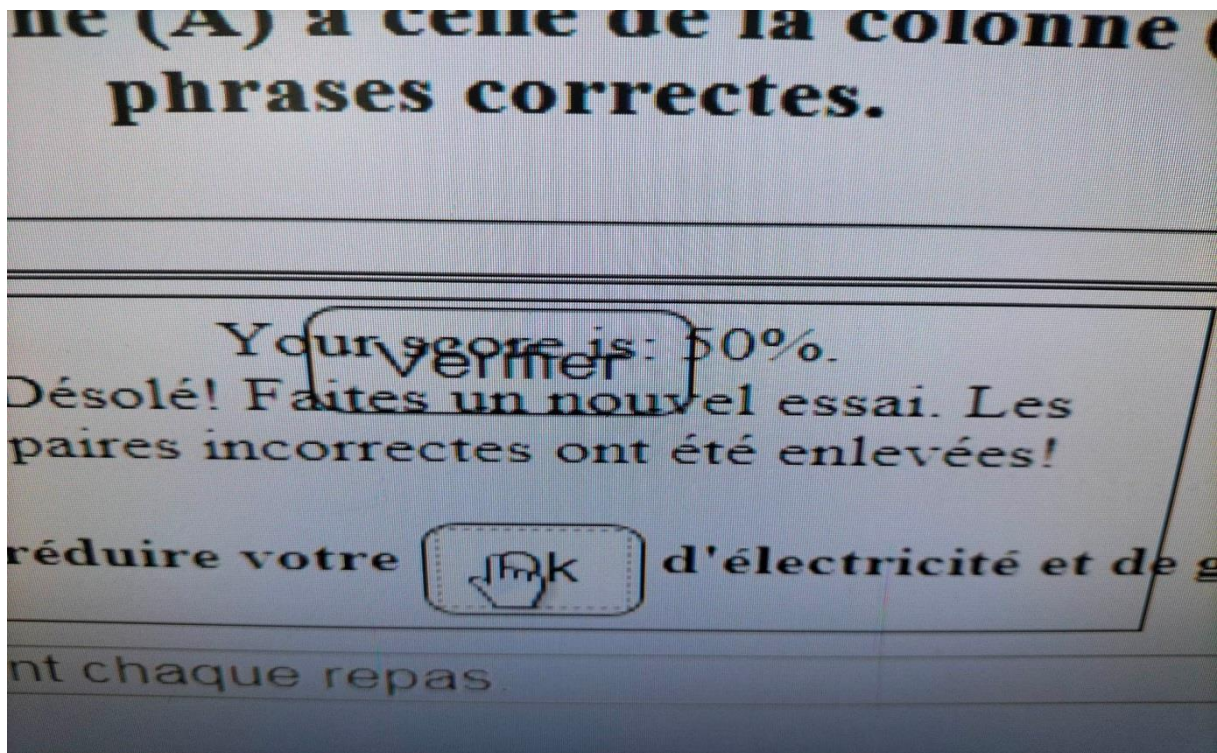 (A) à celle de la colonne (
phrases correctes.
Your score is: 50%.
Vérifier
Désolé! Faites un nouvel essai. Les
paires incorrectes ont été enlevées!
réduire votre Ok d'électricité et de g
nt chaque repas.